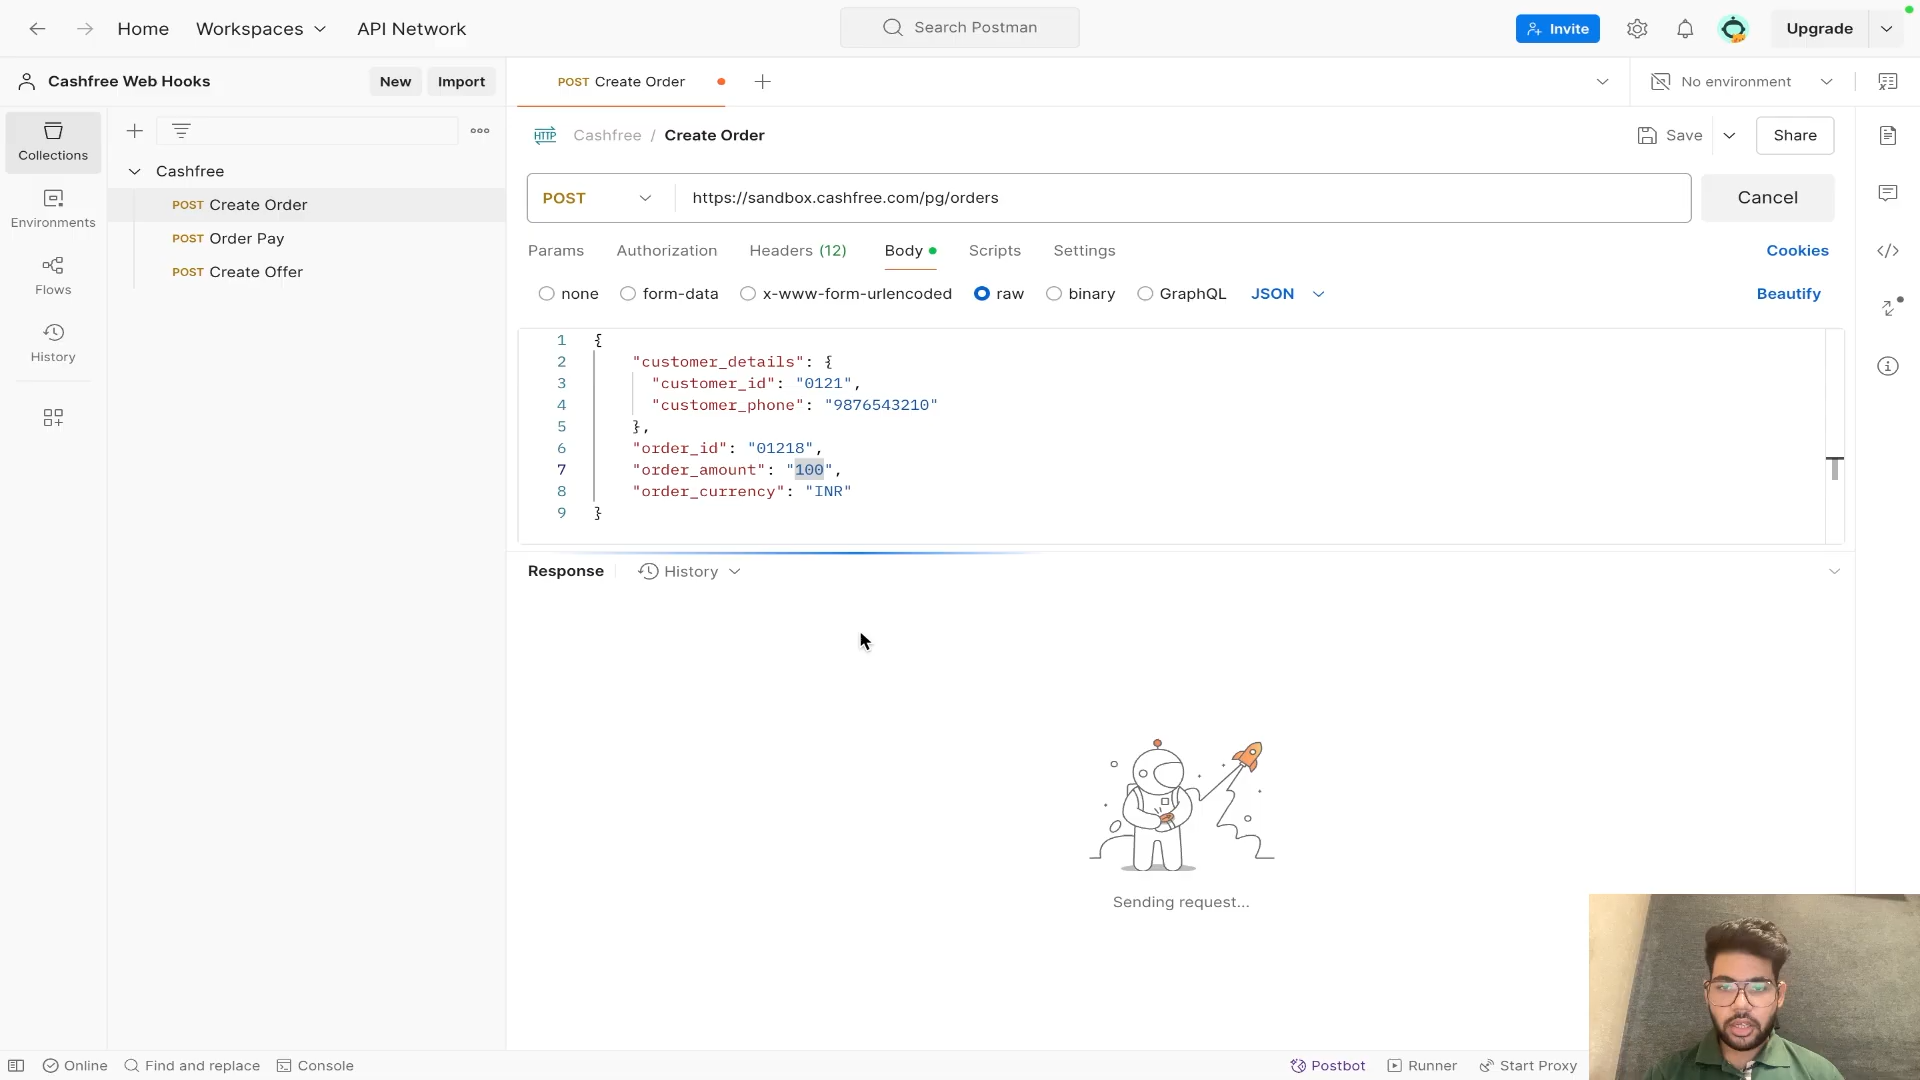 Home
Workspaces
API Network
Search Postman
Invite
Upgrade
Cashfree Web Hooks
New
Import
POST Create Order
No environment
Collections
Environments
Flows
History
Cashfree
POST Create Order
POST Order Pay
POST Create Offer
HTTP
Cashfree / Create Order
Save
Share
POST
https://sandbox.cashfree.com/pg/orders
Cancel
Params
Authorization
Headers (12)
Body
Scripts
Settings
Cookies
none
form-data
x-www-form-urlencoded
raw
binary
GraphQL
JSON
Beautify
1 {
2 "customer_details": {
3 "customer_id": "0121",
4 "customer_phone": "9876543210"
5 },
6 "order_id": "01218",
7 "order_amount": "100",
8 "order_currency": "INR"
9 }
Response
History
Sending request...
Online
Find and replace
Console
Postbot
Runner
Start Proxy